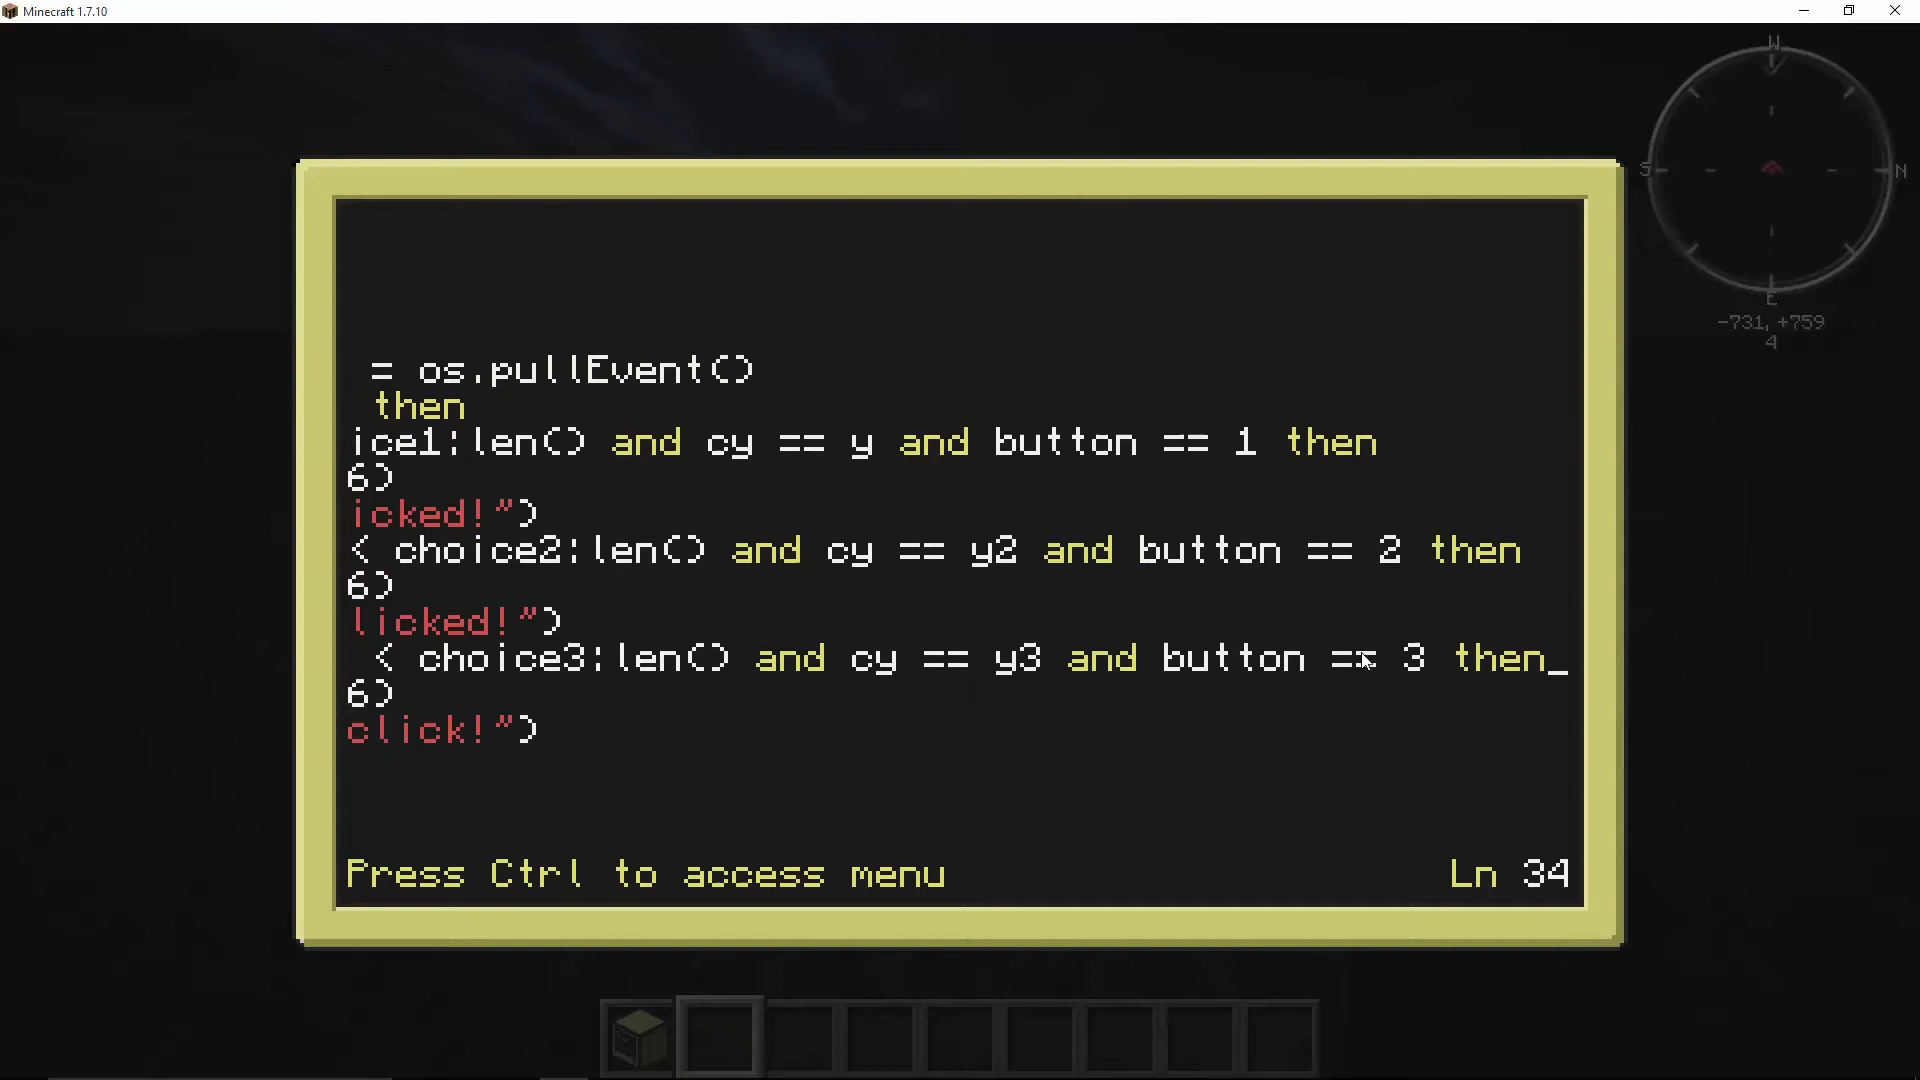 Minecraft 1.7.10
W
S
N
E
-731, +759
4
= os.pullEvent()
then
ice1:len() and cy == y and button == 1 then
6)
icked!")
< choice2:len() and cy == y2 and button == 2 then
6)
licked!")
< choice3:len() and cy == y3 and button == 3 then_
6)
click!")
Press Ctrl to access menu
Ln 34